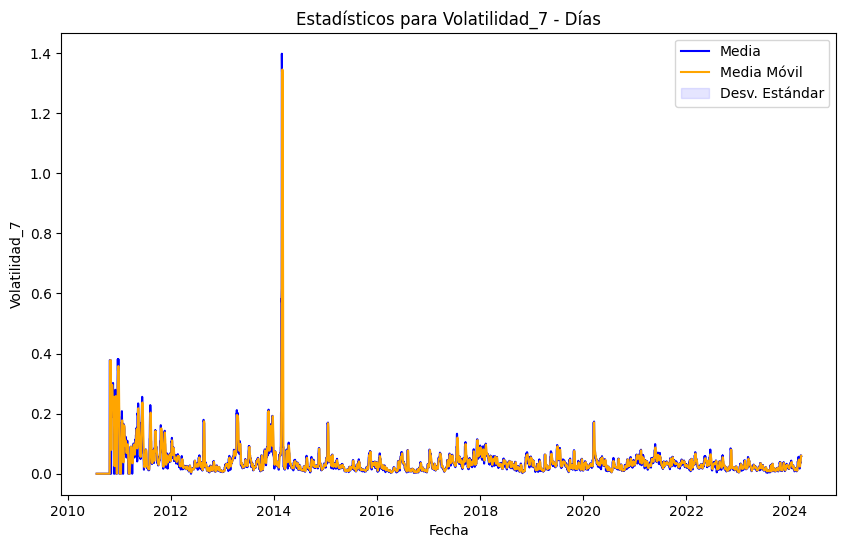 Estadísticos para Volatilidad_7 - Días
Media
Media Móvil
Desv. Estándar
Volatilidad_7
1.4
1.2
1.0
0.8
0.6
0.4
0.2
0.0
2010 2012 2014 2016 2018 2020 2022 2024
Fecha